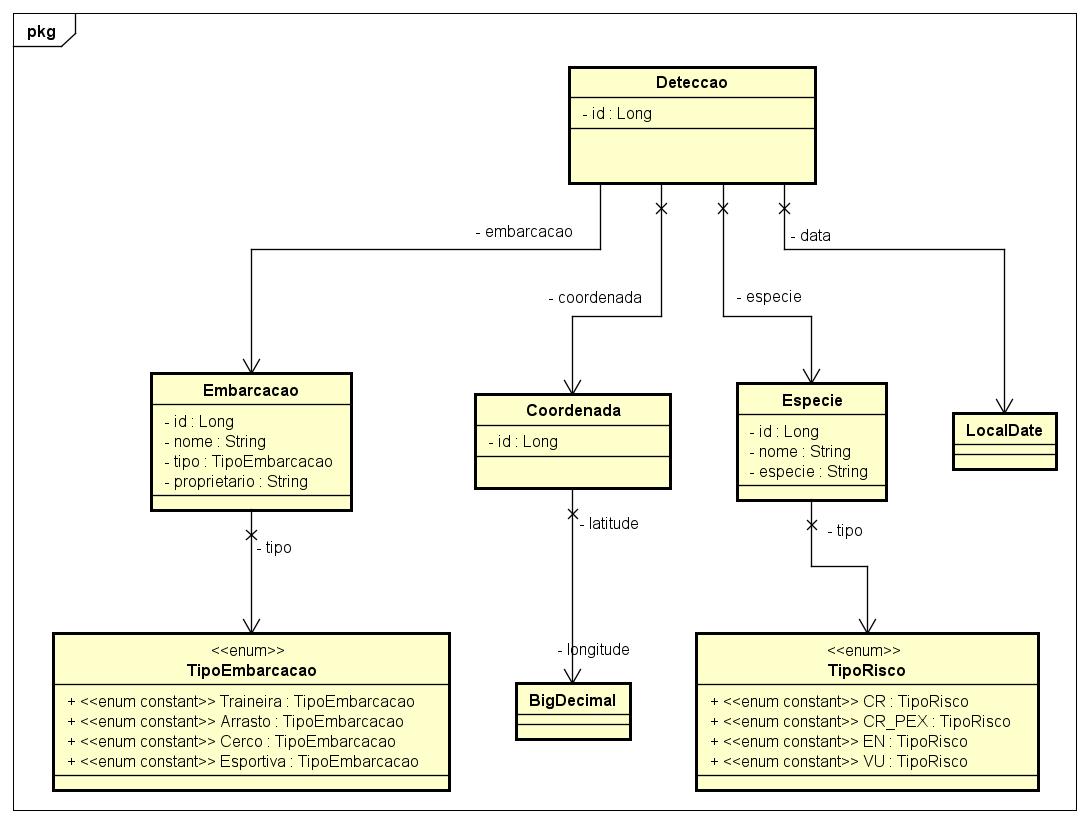 pkg
Deteccao
- id : Long
- embarcacao
- coordenada
- especie
- data
Embarcacao
- id : Long
- nome : String
- tipo : TipoEmbarcacao
- proprietario : String
Coordenada
- id : Long
Especie
- id : Long
- nome : String
- especie : String
LocalDate
- tipo
- latitude
- longitude
- tipo
<<enum>>
TipoEmbarcacao
+ <<enum constant>> Traineira : TipoEmbarcacao
+ <<enum constant>> Arrasto : TipoEmbarcacao
+ <<enum constant>> Cerco : TipoEmbarcacao
+ <<enum constant>> Esportiva : TipoEmbarcacao
BigDecimal
<<enum>>
TipoRisco
+ <<enum constant>> CR : TipoRisco
+ <<enum constant>> CR_PEX : TipoRisco
+ <<enum constant>> EN : TipoRisco
+ <<enum constant>> VU : TipoRisco